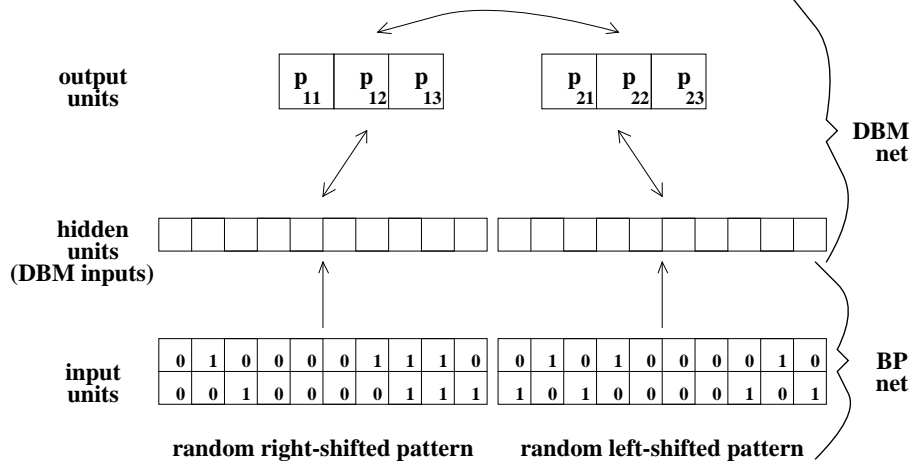 output
units
p11 p12 p13 p21 p22 p23
DBM
net
hidden
units
(DBM inputs)
input
units
0 1 0 0 0 0 1 1 1 0
0 0 1 0 0 0 0 1 1 1
0 1 0 1 0 0 0 0 1 0
1 0 1 0 0 0 0 1 0 1
BP
net
random right-shifted pattern random left-shifted pattern